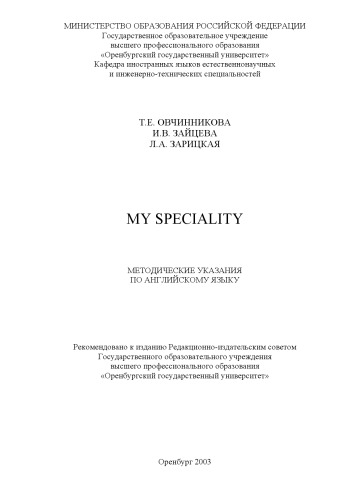 МИНИСТЕРСТВО ОБРАЗОВАНИЯ РОССИЙСКОЙ ФЕДЕРАЦИИ
Государственное образовательное учреждение
высшего профессионального образования
«Оренбургский государственный университет»
Кафедра иностранных языков естественнонаучных
и инженерно-технических специальностей
Т.Е. ОВЧИННИКОВА
И.В. ЗАЙЦЕВА
Л.А. ЗАРИЦКАЯ
MY SPECIALITY
МЕТОДИЧЕСКИЕ УКАЗАНИЯ
ПО АНГЛИЙСКОМУ ЯЗЫКУ
Рекомендовано к изданию Редакционно-издательским советом
Государственного образовательного учреждения
высшего профессионального образования
«Оренбургский государственный университет»
Оренбург 2003